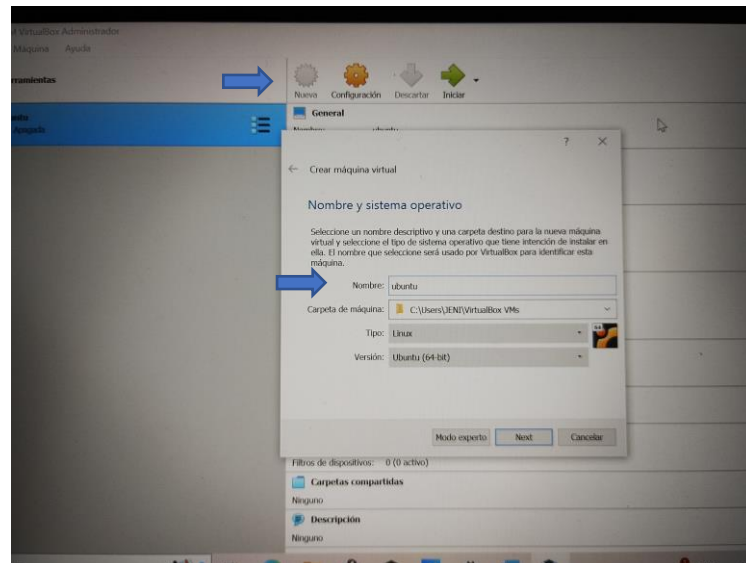 VirtualBox Administrador
Máquina Ayuda
Nueva Configuración Descartar Iniciar
General
Apagada
Nombre: ubuntu
? ×
← Crear máquina virtual
Nombre y sistema operativo
Seleccione un nombre descriptivo y una carpeta destino para la nueva máquina
virtual y seleccione el tipo de sistema operativo que tiene intención de instalar en
ella. El nombre que seleccione será usado por VirtualBox para identificar esta
máquina.
Nombre: ubuntu
Carpeta de máquina: C:\Users\JENI\VirtualBox VMs
Tipo: Linux
64
Versión: Ubuntu (64-bit)
Modo experto Next Cancelar
Filtros de dispositivos: 0 (0 activo)
Carpetas compartidas
Ninguno
Descripción
Ninguno